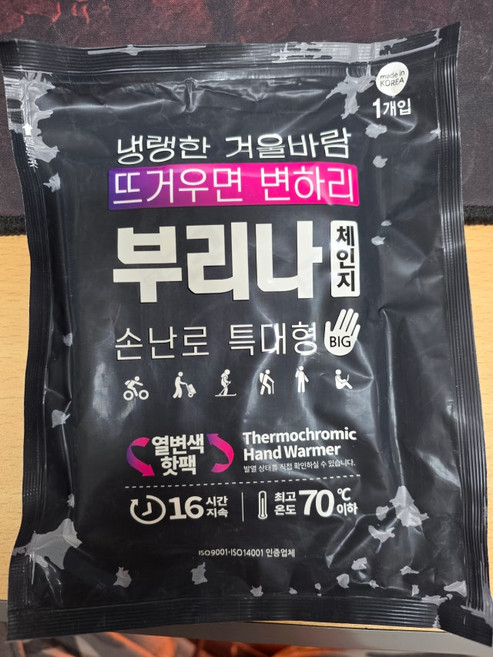 made in
KOREA
1개입
냉랭한 겨울바람
뜨거우면 변하리
부리나
체인지
손난로 특대형
BIG
열변색
핫팩
Thermochromic
Hand Warmer
발열 상태를 직접 확인하실 수 있습니다.
16 시간
지속
최고
온도 70 ℃
이하
ISO9001·ISO14001 인증업체